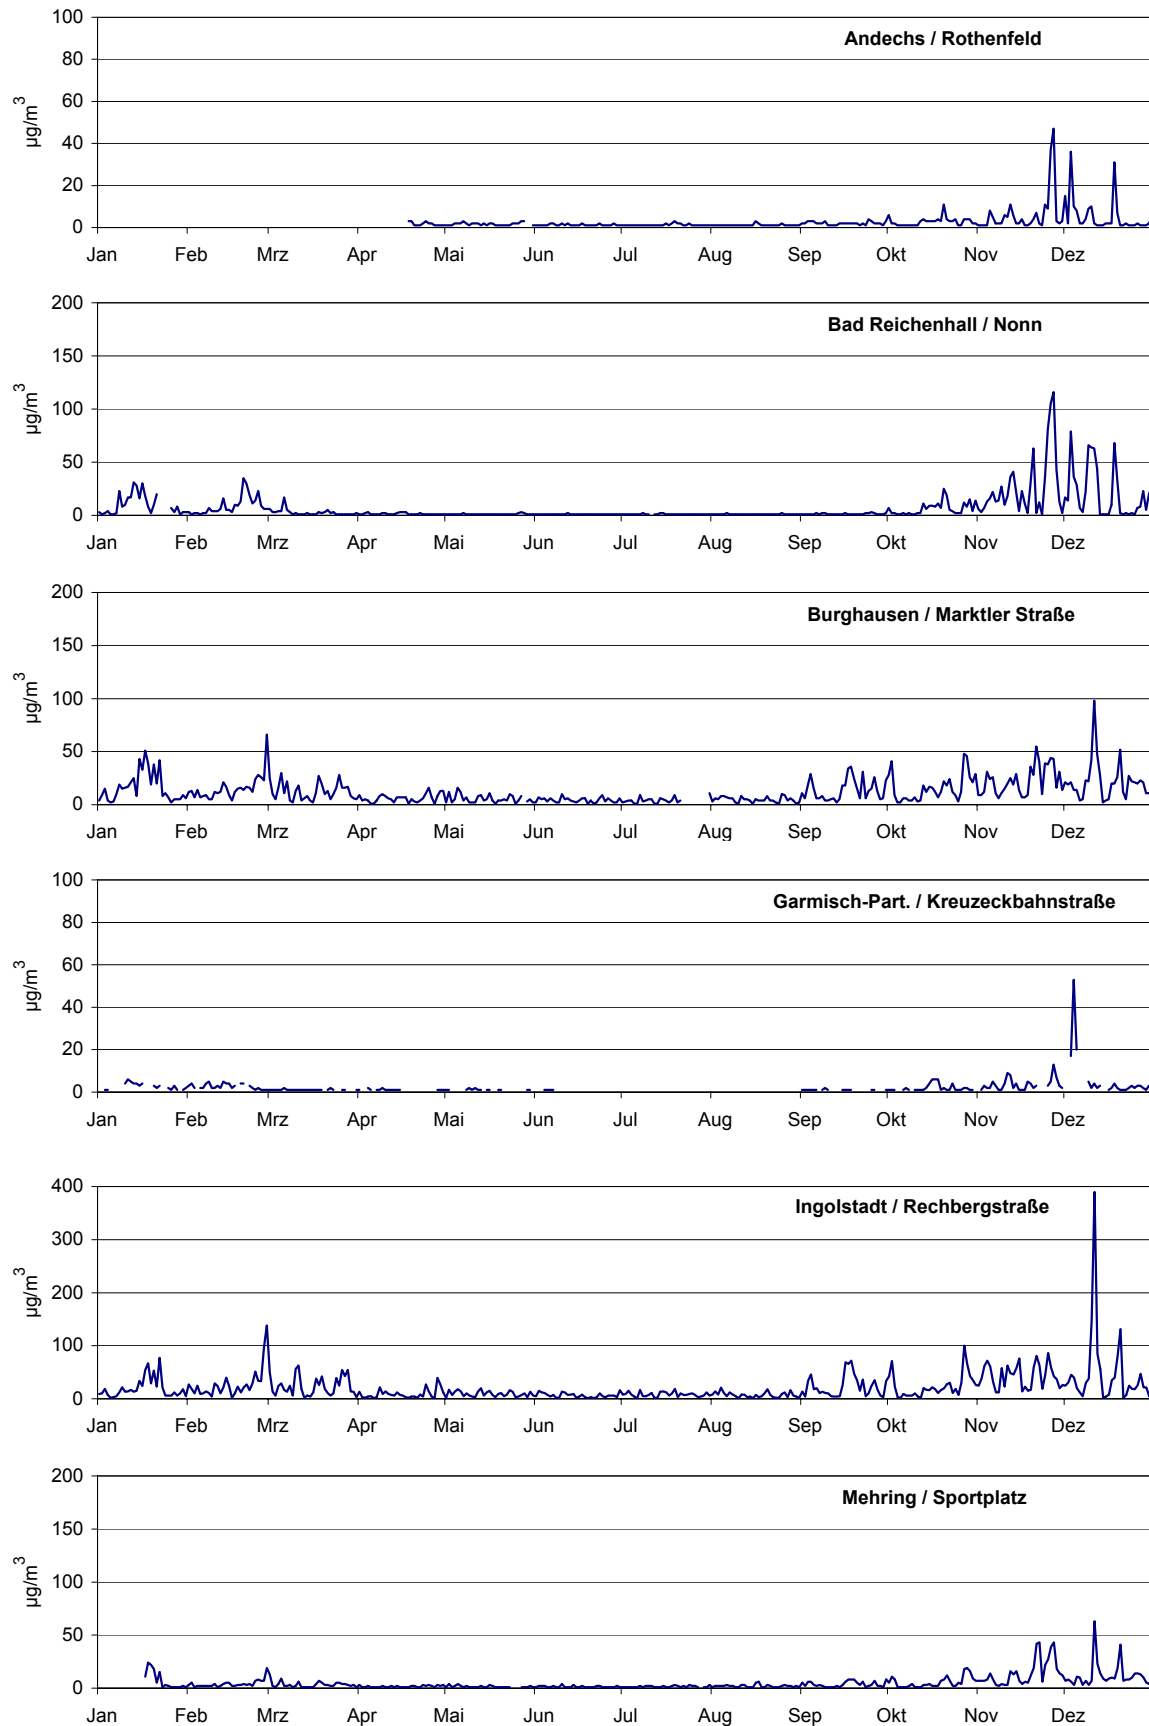 100
Andechs / Rothenfeld
80
60
µg/m³
40
20
0
Jan Feb Mrz Apr Mai Jun Jul Aug Sep Okt Nov Dez
200
Bad Reichenhall / Nonn
150
µg/m³
100
50
0
Jan Feb Mrz Apr Mai Jun Jul Aug Sep Okt Nov Dez
200
Burghausen / Marktler Straße
150
µg/m³
100
50
0
Jan Feb Mrz Apr Mai Jun Jul Aug Sep Okt Nov Dez
100
Garmisch-Part. / Kreuzeckbahnstraße
80
60
µg/m³
40
20
0
Jan Feb Mrz Apr Mai Jun Jul Aug Sep Okt Nov Dez
400
Ingolstadt / Rechbergstraße
300
µg/m³
200
100
0
Jan Feb Mrz Apr Mai Jun Jul Aug Sep Okt Nov Dez
200
Mehring / Sportplatz
150
µg/m³
100
50
0
Jan Feb Mrz Apr Mai Jun Jul Aug Sep Okt Nov Dez